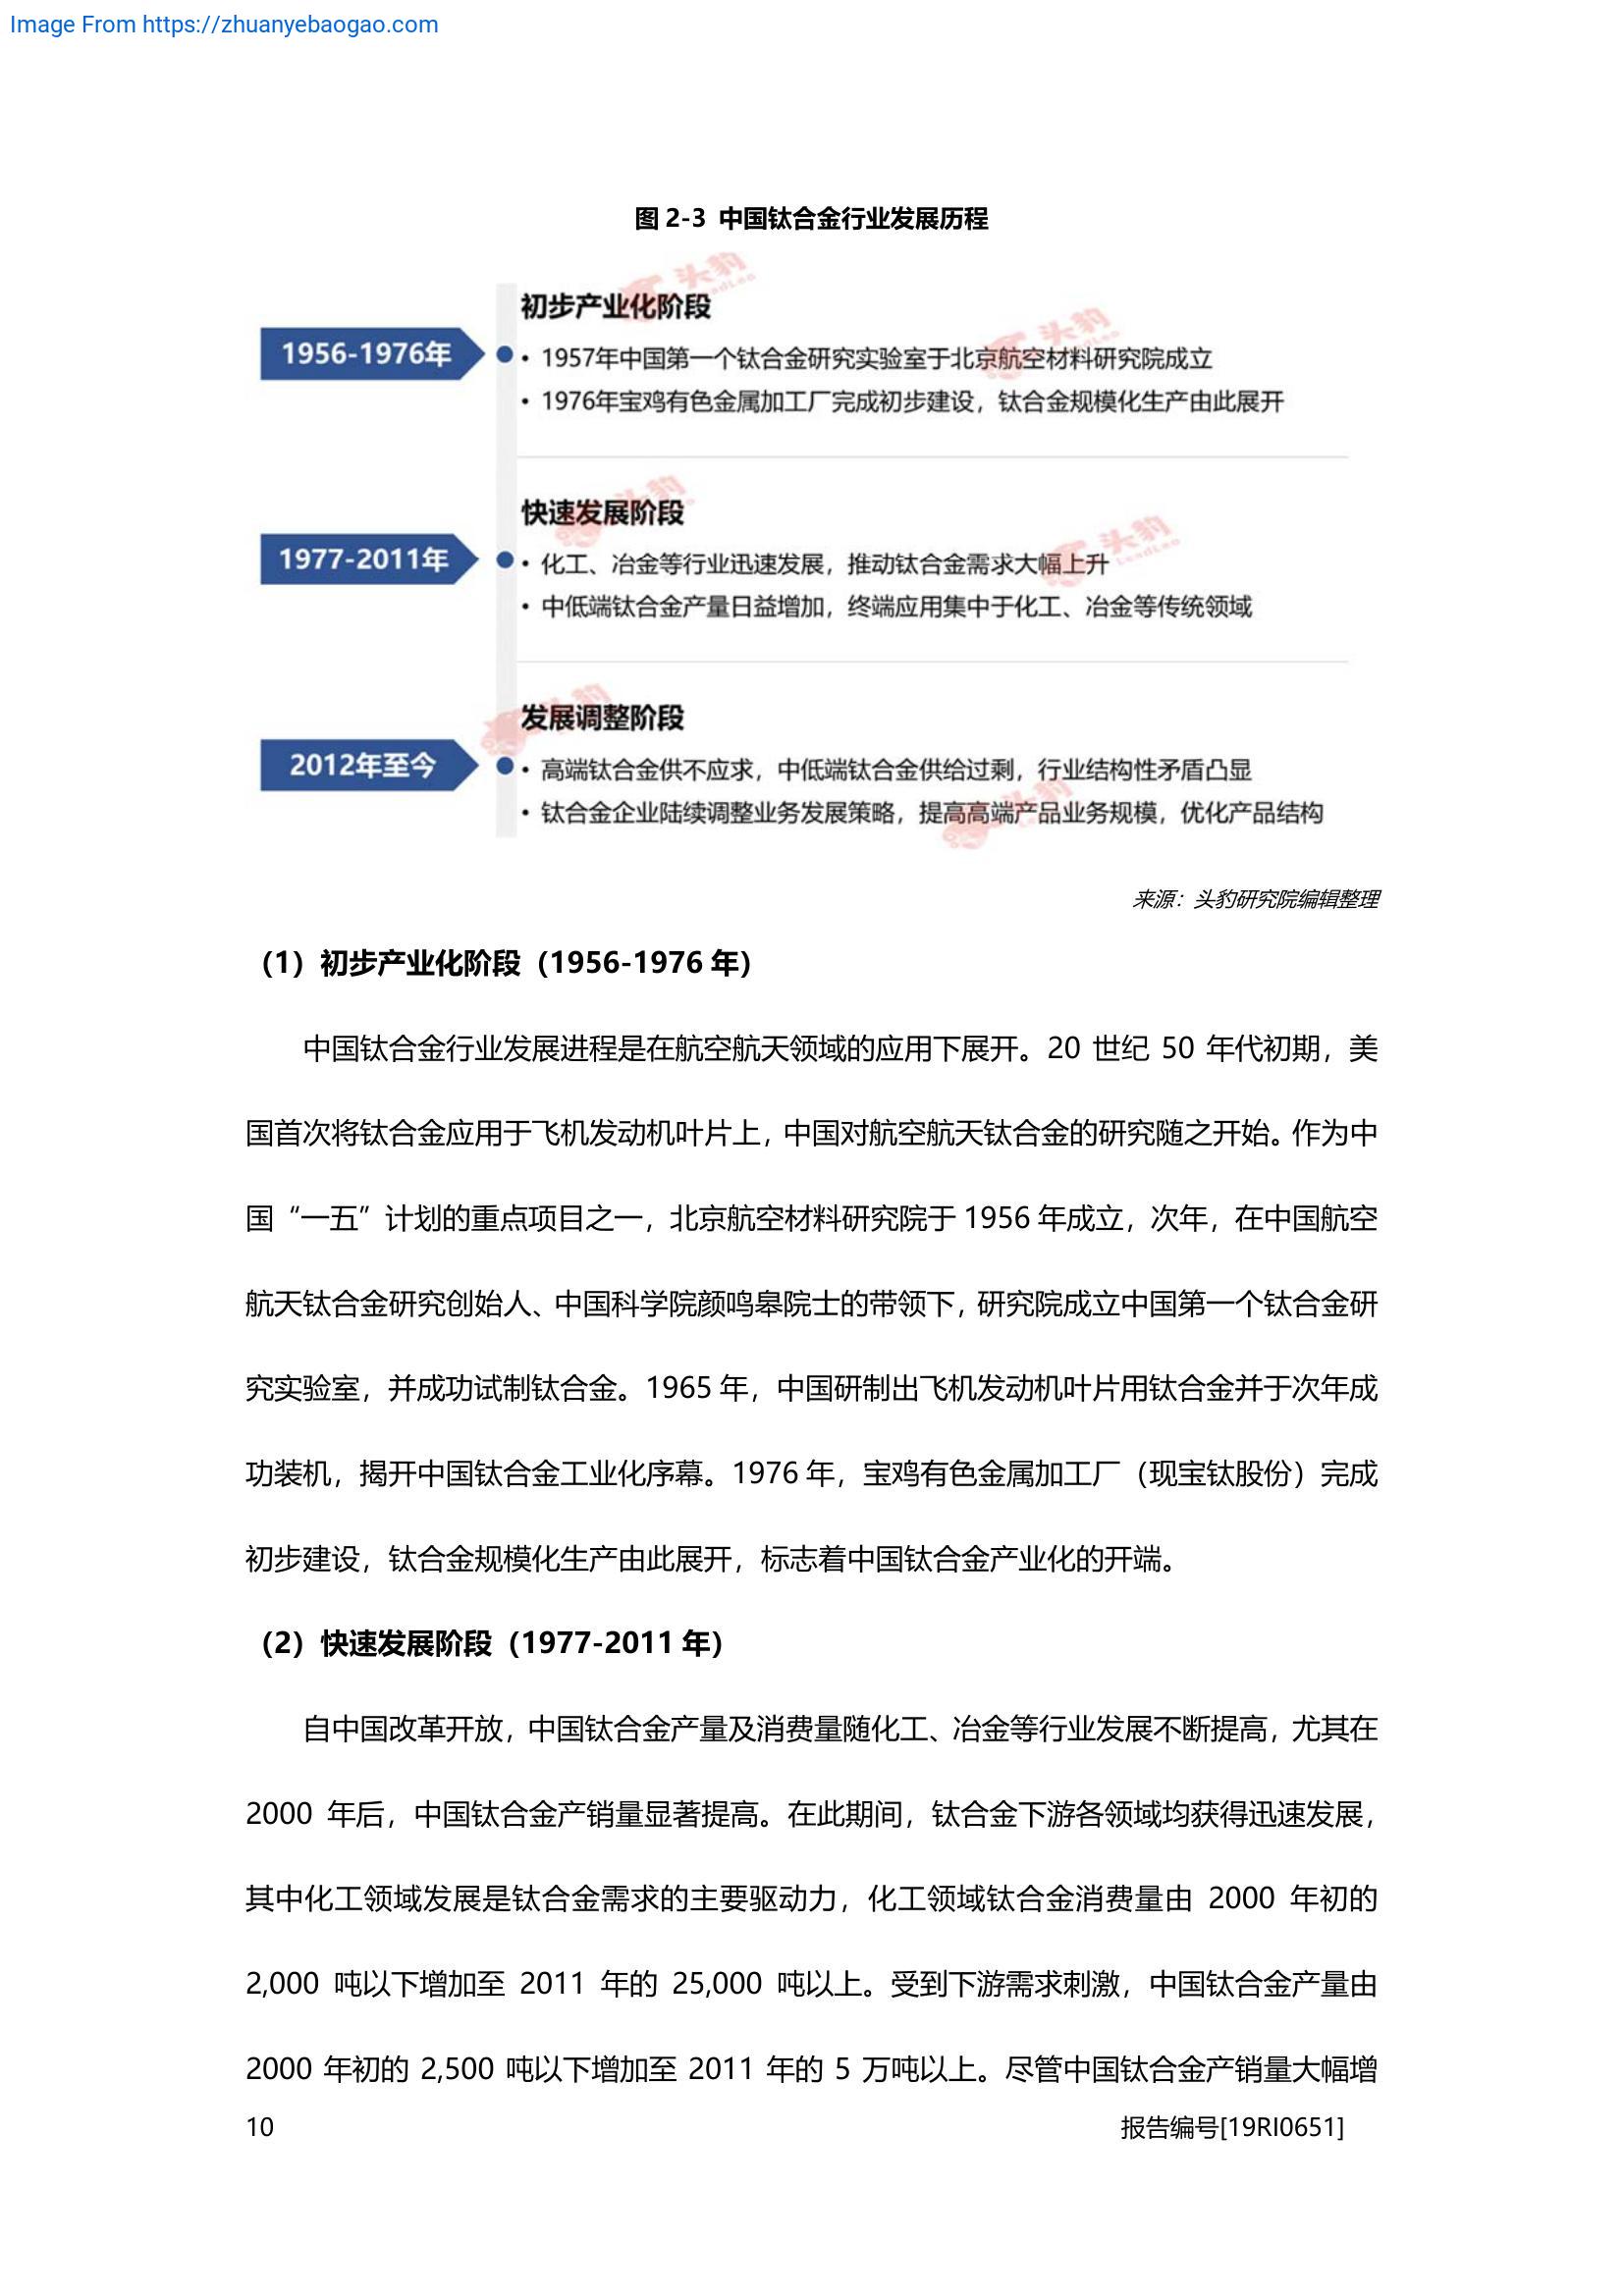 Image From https://zhuanyebaogao.com
图 2-3 中国钛合金行业发展历程
初步产业化阶段
1956-1976年
• 1957年中国第一个钛合金研究实验室于北京航空材料研究院成立
• 1976年宝鸡有色金属加工厂完成初步建设，钛合金规模化生产由此展开
快速发展阶段
1977-2011年
• 化工、冶金等行业迅速发展，推动钛合金需求大幅上升
• 中低端钛合金产量日益增加，终端应用集中于化工、冶金等传统领域
发展调整阶段
2012年至今
• 高端钛合金供不应求，中低端钛合金供给过剩，行业结构性矛盾凸显
• 钛合金企业陆续调整业务发展策略，提高高端产品业务规模，优化产品结构
头豹
LeadLeo
头豹
LeadLeo
头豹
头豹
LeadLeo
头豹
头豹
来源：头豹研究院编辑整理
（1）初步产业化阶段（1956-1976 年）
中国钛合金行业发展进程是在航空航天领域的应用下展开。20 世纪 50 年代初期，美
国首次将钛合金应用于飞机发动机叶片上，中国对航空航天钛合金的研究随之开始。作为中
国“一五”计划的重点项目之一，北京航空材料研究院于 1956 年成立，次年，在中国航空
航天钛合金研究创始人、中国科学院颜鸣皋院士的带领下，研究院成立中国第一个钛合金研
究实验室，并成功试制钛合金。1965 年，中国研制出飞机发动机叶片用钛合金并于次年成
功装机，揭开中国钛合金工业化序幕。1976 年，宝鸡有色金属加工厂（现宝钛股份）完成
初步建设，钛合金规模化生产由此展开，标志着中国钛合金产业化的开端。
（2）快速发展阶段（1977-2011 年）
自中国改革开放，中国钛合金产量及消费量随化工、冶金等行业发展不断提高，尤其在
2000 年后，中国钛合金产销量显著提高。在此期间，钛合金下游各领域均获得迅速发展，
其中化工领域发展是钛合金需求的主要驱动力，化工领域钛合金消费量由 2000 年初的
2,000 吨以下增加至 2011 年的 25,000 吨以上。受到下游需求刺激，中国钛合金产量由
2000 年初的 2,500 吨以下增加至 2011 年的 5 万吨以上。尽管中国钛合金产销量大幅增
10
报告编号[19RI0651]